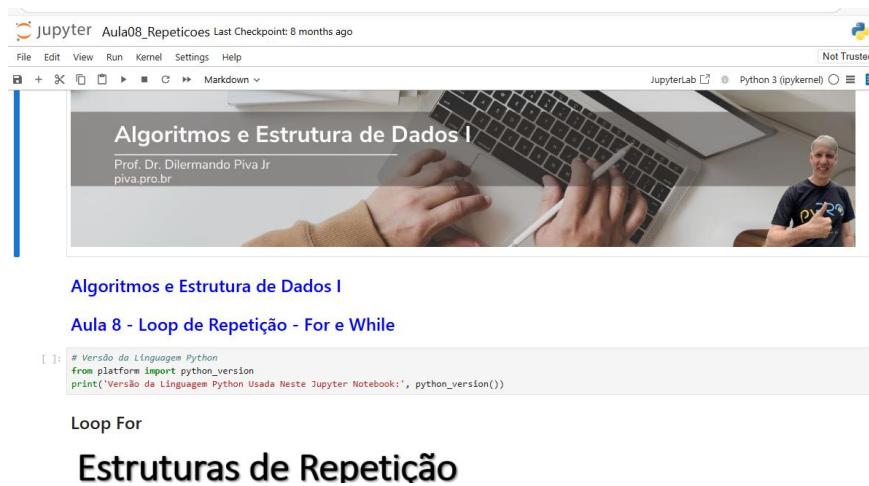 jupyter Aula08_Repeticoes Last Checkpoint: 8 months ago
File Edit View Run Kernel Settings Help
Not Trusted
Markdown
JupyterLab
Python 3 (ipykernel)
Algoritmos e Estrutura de Dados I
Prof. Dr. Dilermando Piva Jr
piva.pro.br
Algoritmos e Estrutura de Dados I
Aula 8 - Loop de Repetição - For e While
[ ]: # Versão da Linguagem Python
from platform import python_version
print('Versão da Linguagem Python Usada Neste Jupyter Notebook:', python_version())
Loop For
Estruturas de Repetição